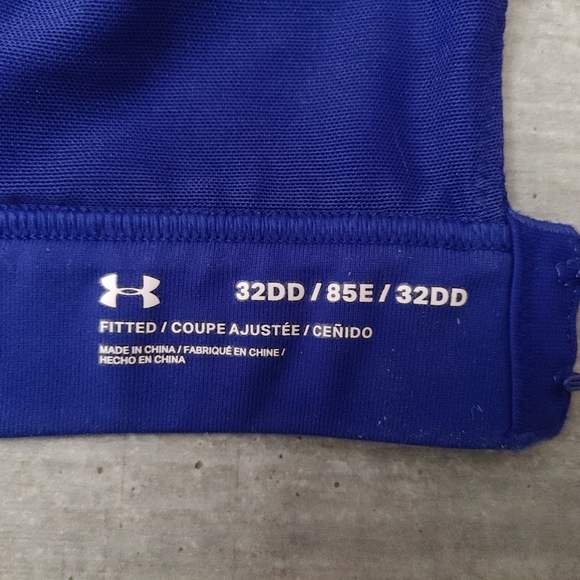 32DD / 85E / 32DD
FITTED / COUPE AJUSTÉE / CEÑIDO
MADE IN CHINA / FABRIQUÉ EN CHINE /
HECHO EN CHINA